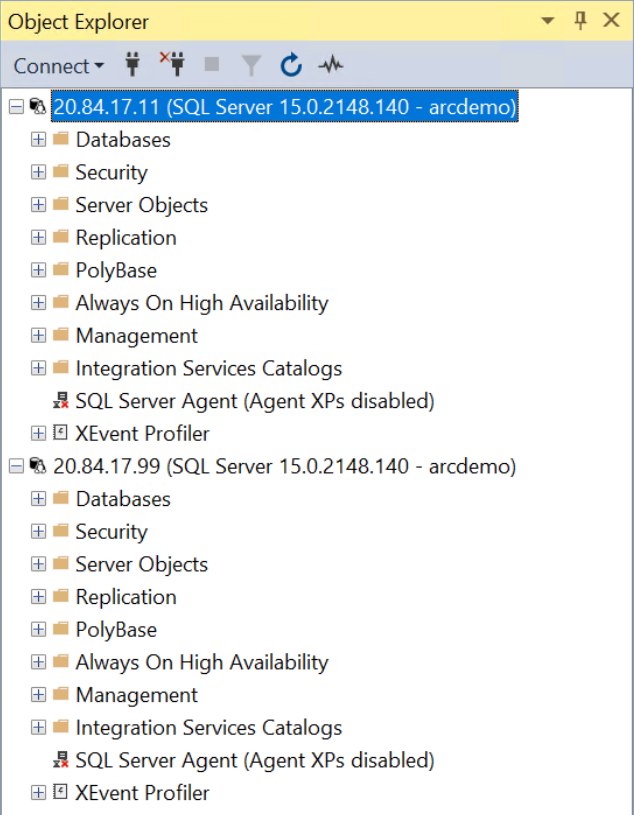 Object Explorer
Connect
20.84.17.11 (SQL Server 15.0.2148.140 - arcdemo)
Databases
Security
Server Objects
Replication
PolyBase
Always On High Availability
Management
Integration Services Catalogs
SQL Server Agent (Agent XPs disabled)
XEvent Profiler
20.84.17.99 (SQL Server 15.0.2148.140 - arcdemo)
Databases
Security
Server Objects
Replication
PolyBase
Always On High Availability
Management
Integration Services Catalogs
SQL Server Agent (Agent XPs disabled)
XEvent Profiler